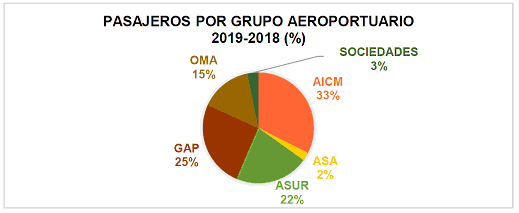 PASAJEROS POR GRUPO AEROPORTUARIO
2019-2018 (%)
SOCIEDADES
3%
OMA
15%
AICM
33%
GAP
25%
ASA
2%
ASUR
22%